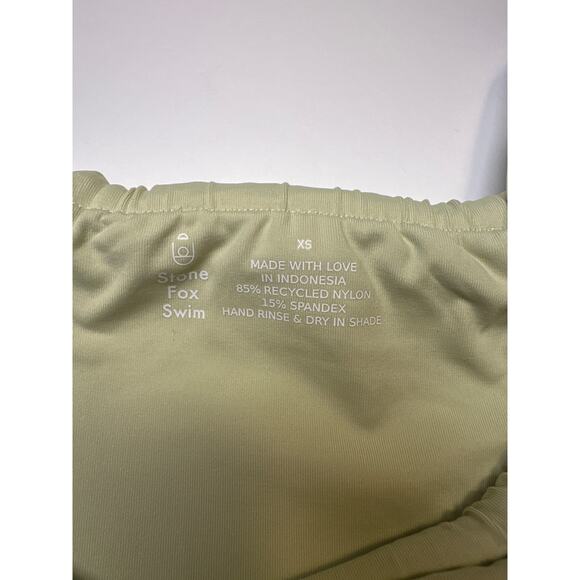 Stone
Fox
Swim
XS
MADE WITH LOVE
IN INDONESIA
85% RECYCLED NYLON
15% SPANDEX
HAND RINSE & DRY IN SHADE